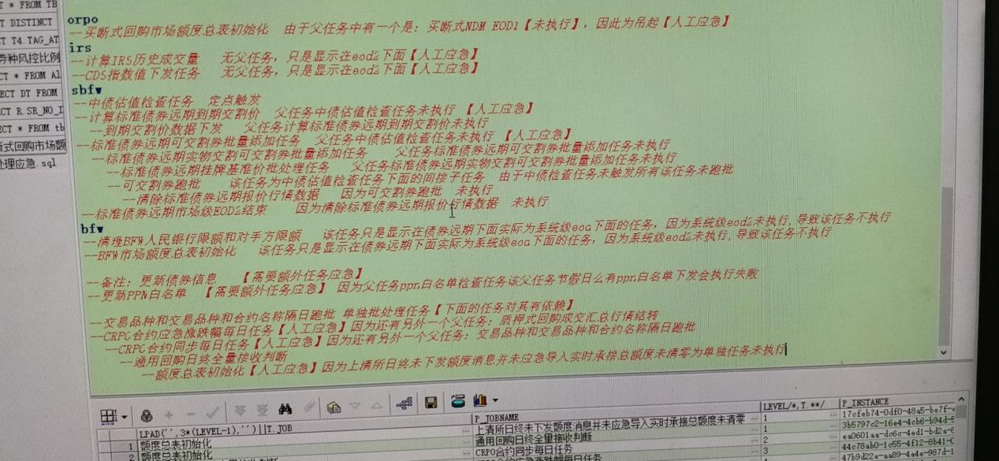 T * FROM TB
T DISTINCT
T T4.TAG_AT
券种风控比例
CT * FROM Al
ECT DT FROM
CT R.SR_NO_I
ECT * FROM tb
断式回购市场额
处理应急.sql
orpo
--买断式回购市场额度总表初始化 由于父任务中有一个是：买断式NDM EOD1【未执行】，因此为吊起【人工应急】
irs
--计算IRS历史成交量 无父任务，只是显示在eod2下面【人工应急】
--CDS指数值下发任务 无父任务，只是显示在eod2下面【人工应急】
sbfw
--中债估值检查任务 定点触发
--计算标准债券远期到期交割价 父任务中债估值检查任务未执行 【人工应急】
--到期交割价数据下发 父任务计算标准债券远期到期交割价未执行
--标准债券远期可交割券批量添加任务 父任务中债估值检查任务未执行 【人工应急】
--标准债券远期实物交割可交割券批量添加任务 父任务标准债券远期可交割券批量添加任务未执行
--标准债券远期挂牌基准价批处理任务 父任务标准债券远期实物交割可交割券批量添加任务未执行
--可交割券跑批 该任务为中债估值检查任务下面的间接子任务 由于中债检查任务未触发所有该任务未跑批
--清除标准债券远期报价行情数据 因为可交割券跑批 未执行
--标准债券远期市场级EOD2结束 因为清除标准债券远期报价行情数据 未执行
bfw
--清理BFW人民银行限额和对手方限额 该任务只是显示在债券远期下面实际为系统级eod下面的任务，因为系统级eod2未执行,导致该任务不执行
--BFW市场额度总表初始化 该任务只是显示在债券远期下面实际为系统级eod下面的任务，因为系统级eod2未执行,导致该任务不执行
--备注：更新债券信息 【需要额外任务应急】
--更新PPN白名单 【需要额外任务应急】 因为父任务ppn白名单检查任务该父任务节假日么有ppn白名单下发会执行失败
--交易品种和交易品种和合约名称隔日跑批 单独批处理任务【下面的任务对其有依赖】
--CRPO合约应急涨跌幅每日任务【人工应急】因为还有另外一个父任务：质押式回购成交汇总行情结转
--CRPO合约同步每日任务【人工应急】因为还有另外一个父任务：交易品种和交易品种和合约名称隔日跑批
--通用回购日终全量接收判断
--额度总表初始化【人工应急】因为上清所日终未下发额度消息并未应急导入实时承接总额度未清零为单独任务未执行
LPAD('',3*(LEVEL-1),'')||T.JOB P_JOBNAME LEVEL/*,T.**/ P_INSTANCE
1 额度总表初始化 上清所日终未下发额度消息并未应急导入实时承接总额度未清零 1
2 额度总表初始化 通用回购日终全量接收判断 1
CRPO合约同步每日任务 2
3